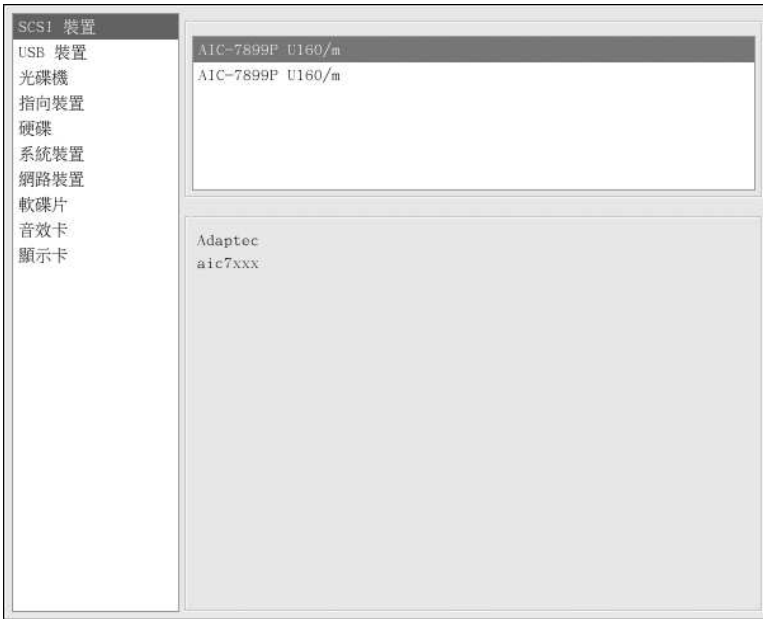 SCSI 裝置
USB 裝置
光碟機
指向裝置
硬碟
系統裝置
網路裝置
軟碟片
音效卡
顯示卡
AIC-7899P U160/m
AIC-7899P U160/m
Adaptec
aic7xxx